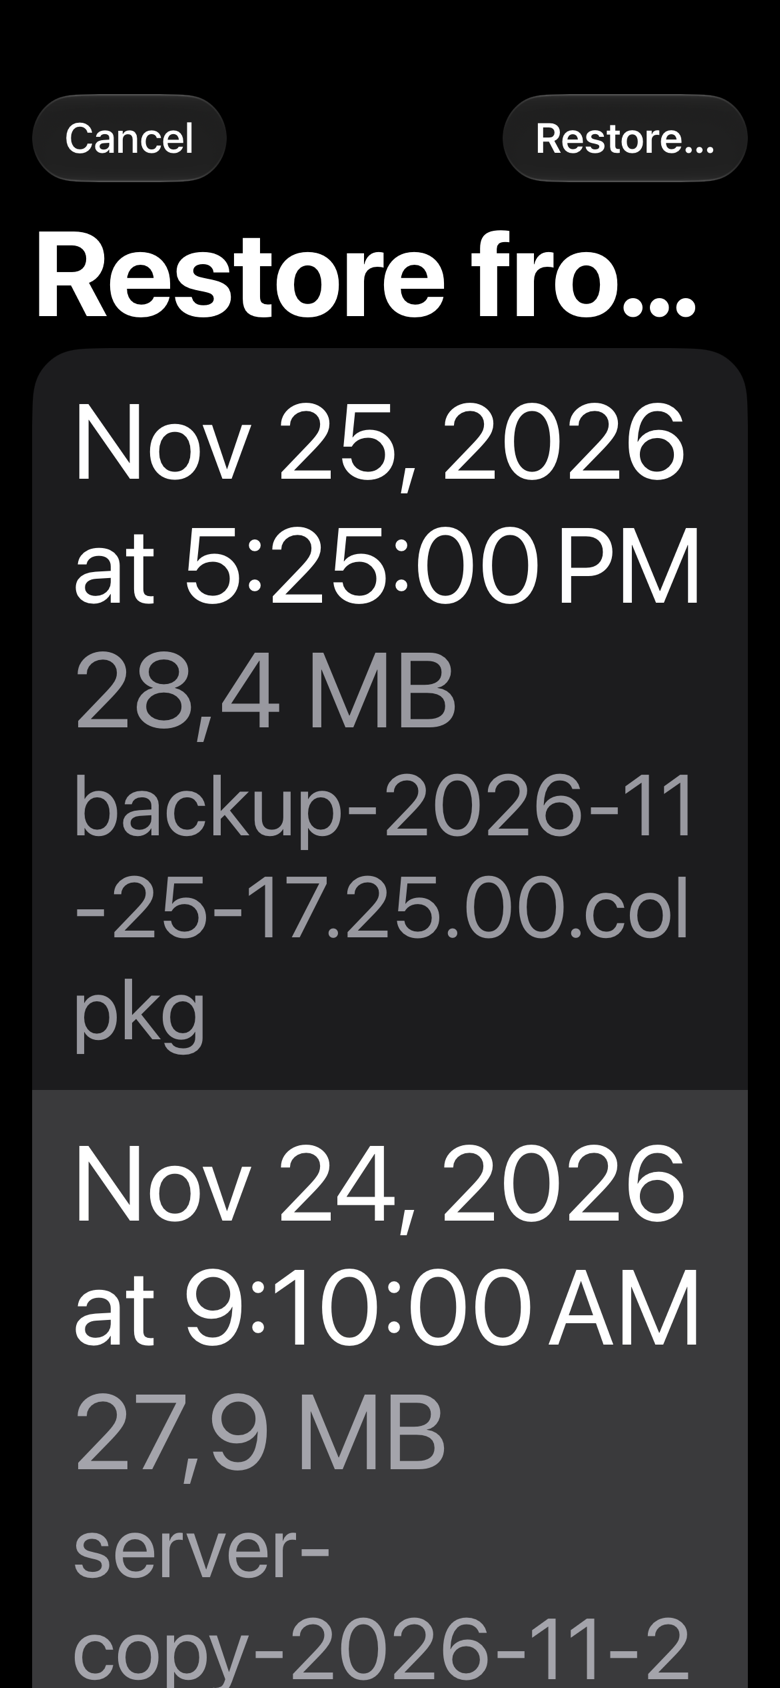 Cancel
Restore...
Restore fro...
Nov 25, 2026
at 5:25:00 PM
28,4 MB
backup-2026-11
-25-17.25.00.col
pkg
Nov 24, 2026
at 9:10:00 AM
27,9 MB
server-
copy-2026-11-2